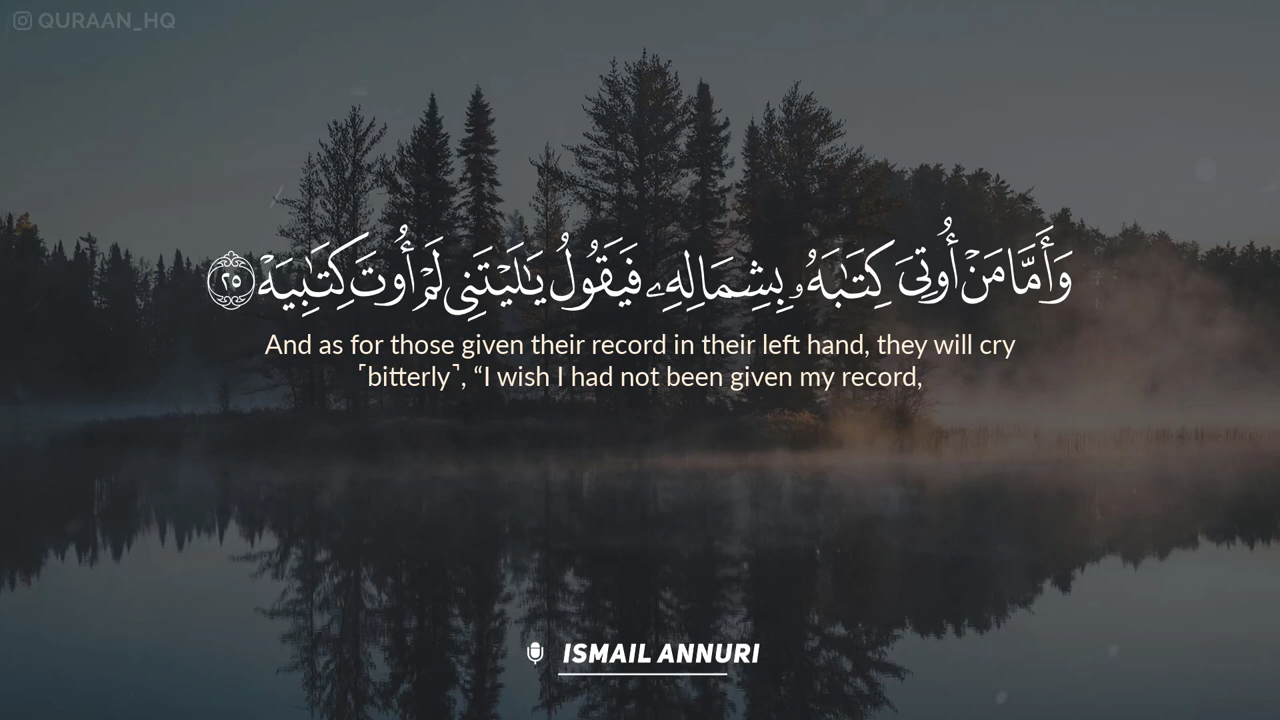 QURAAN_HQ
وَأَمَّا مَنْ أُوتِىَ كِتَـٰبَهُۥ بِشِمَالِهِۦ فَيَقُولُ يَـٰلَيْتَنِى لَمْ أُوتَ كِتَـٰبِيَهْ ٢٥
And as for those given their record in their left hand, they will cry
⸢bitterly⸣, “I wish I had not been given my record,
ISMAIL ANNURI